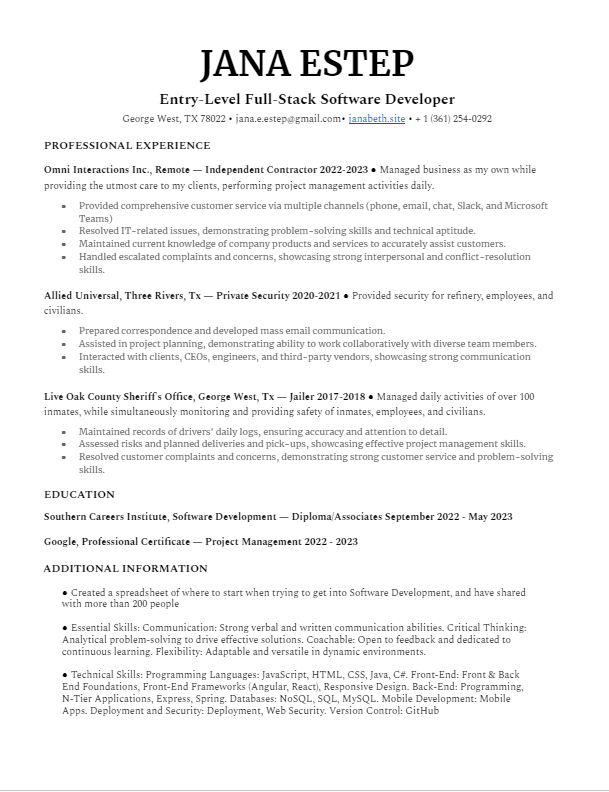 JANA ESTEP
Entry-Level Full-Stack Software Developer
George West, TX 78022 • jana.e.estep@gmail.com• janabeth.site • + 1 (361) 254-0292
PROFESSIONAL EXPERIENCE
Omni Interactions Inc., Remote — Independent Contractor 2022-2023 ● Managed business as my own while
providing the utmost care to my clients, performing project management activities daily.
▪ Provided comprehensive customer service via multiple channels (phone, email, chat, Slack, and Microsoft
Teams)
▪ Resolved IT-related issues, demonstrating problem-solving skills and technical aptitude.
▪ Maintained current knowledge of company products and services to accurately assist customers.
▪ Handled escalated complaints and concerns, showcasing strong interpersonal and conflict-resolution
skills.
Allied Universal, Three Rivers, Tx — Private Security 2020-2021 ● Provided security for refinery, employees, and
civilians.
▪ Prepared correspondence and developed mass email communication.
▪ Assisted in project planning, demonstrating ability to work collaboratively with diverse team members.
▪ Interacted with clients, CEOs, engineers, and third-party vendors, showcasing strong communication
skills.
Live Oak County Sheriff's Office, George West, Tx — Jailer 2017-2018 ● Managed daily activities of over 100
inmates, while simultaneously monitoring and providing safety of inmates, employees, and civilians.
▪ Maintained records of drivers' daily logs, ensuring accuracy and attention to detail.
▪ Assessed risks and planned deliveries and pick-ups, showcasing effective project management skills.
▪ Resolved customer complaints and concerns, demonstrating strong customer service and problem-solving
skills.
EDUCATION
Southern Careers Institute, Software Development — Diploma/Associates September 2022 - May 2023
Google, Professional Certificate — Project Management 2022 - 2023
ADDITIONAL INFORMATION
● Created a spreadsheet of where to start when trying to get into Software Development, and have shared
with more than 200 people
● Essential Skills: Communication: Strong verbal and written communication abilities. Critical Thinking:
Analytical problem-solving to drive effective solutions. Coachable: Open to feedback and dedicated to
continuous learning. Flexibility: Adaptable and versatile in dynamic environments.
● Technical Skills: Programming Languages: JavaScript, HTML, CSS, Java, C#. Front-End: Front & Back
End Foundations, Front-End Frameworks (Angular, React), Responsive Design. Back-End: Programming,
N-Tier Applications, Express, Spring. Databases: NoSQL, SQL, MySQL. Mobile Development: Mobile
Apps. Deployment and Security: Deployment, Web Security. Version Control: GitHub